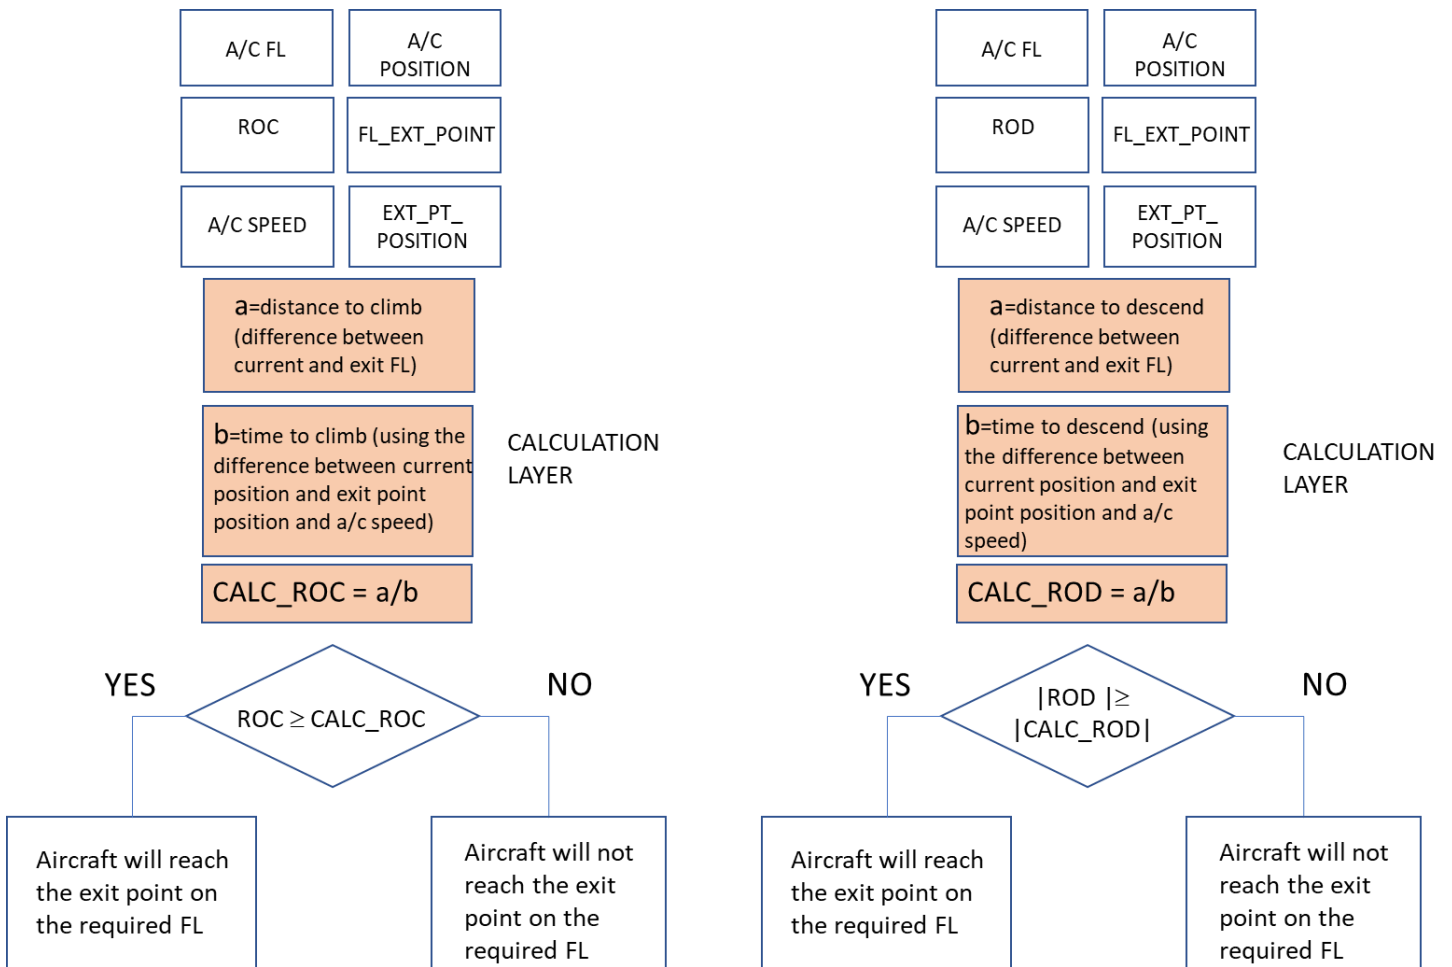 A/C FL
A/C
POSITION
ROC
FL_EXT_POINT
A/C SPEED
EXT_PT_
POSITION
a=distance to climb
(difference between
current and exit FL)
b=time to climb (using the
difference between current
position and exit point
position and a/c speed)
CALCULATION
LAYER
CALC_ROC = a/b
YES
NO
ROC ≥ CALC_ROC
Aircraft will reach
the exit point on
the required FL
Aircraft will not
reach the exit
point on the
required FL
A/C FL
A/C
POSITION
ROD
FL_EXT_POINT
A/C SPEED
EXT_PT_
POSITION
a=distance to descend
(difference between
current and exit FL)
b=time to descend (using
the difference between
current position and exit
point position and a/c
speed)
CALCULATION
LAYER
CALC_ROD = a/b
YES
NO
|ROD |≥
|CALC_ROD|
Aircraft will reach
the exit point on
the required FL
Aircraft will not
reach the exit
point on the
required FL